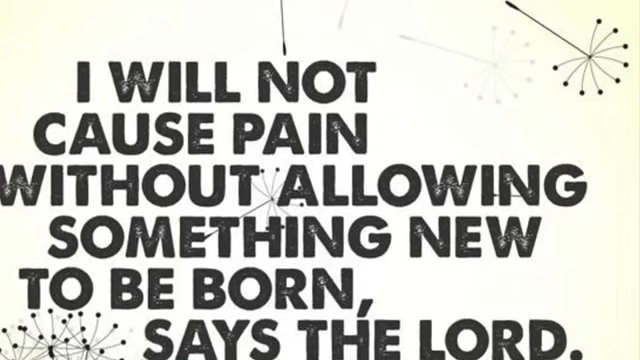 I WILL NOT
CAUSE PAIN
WITHOUT ALLOWING
SOMETHING NEW
TO BE BORN,
SAYS THE LORD.